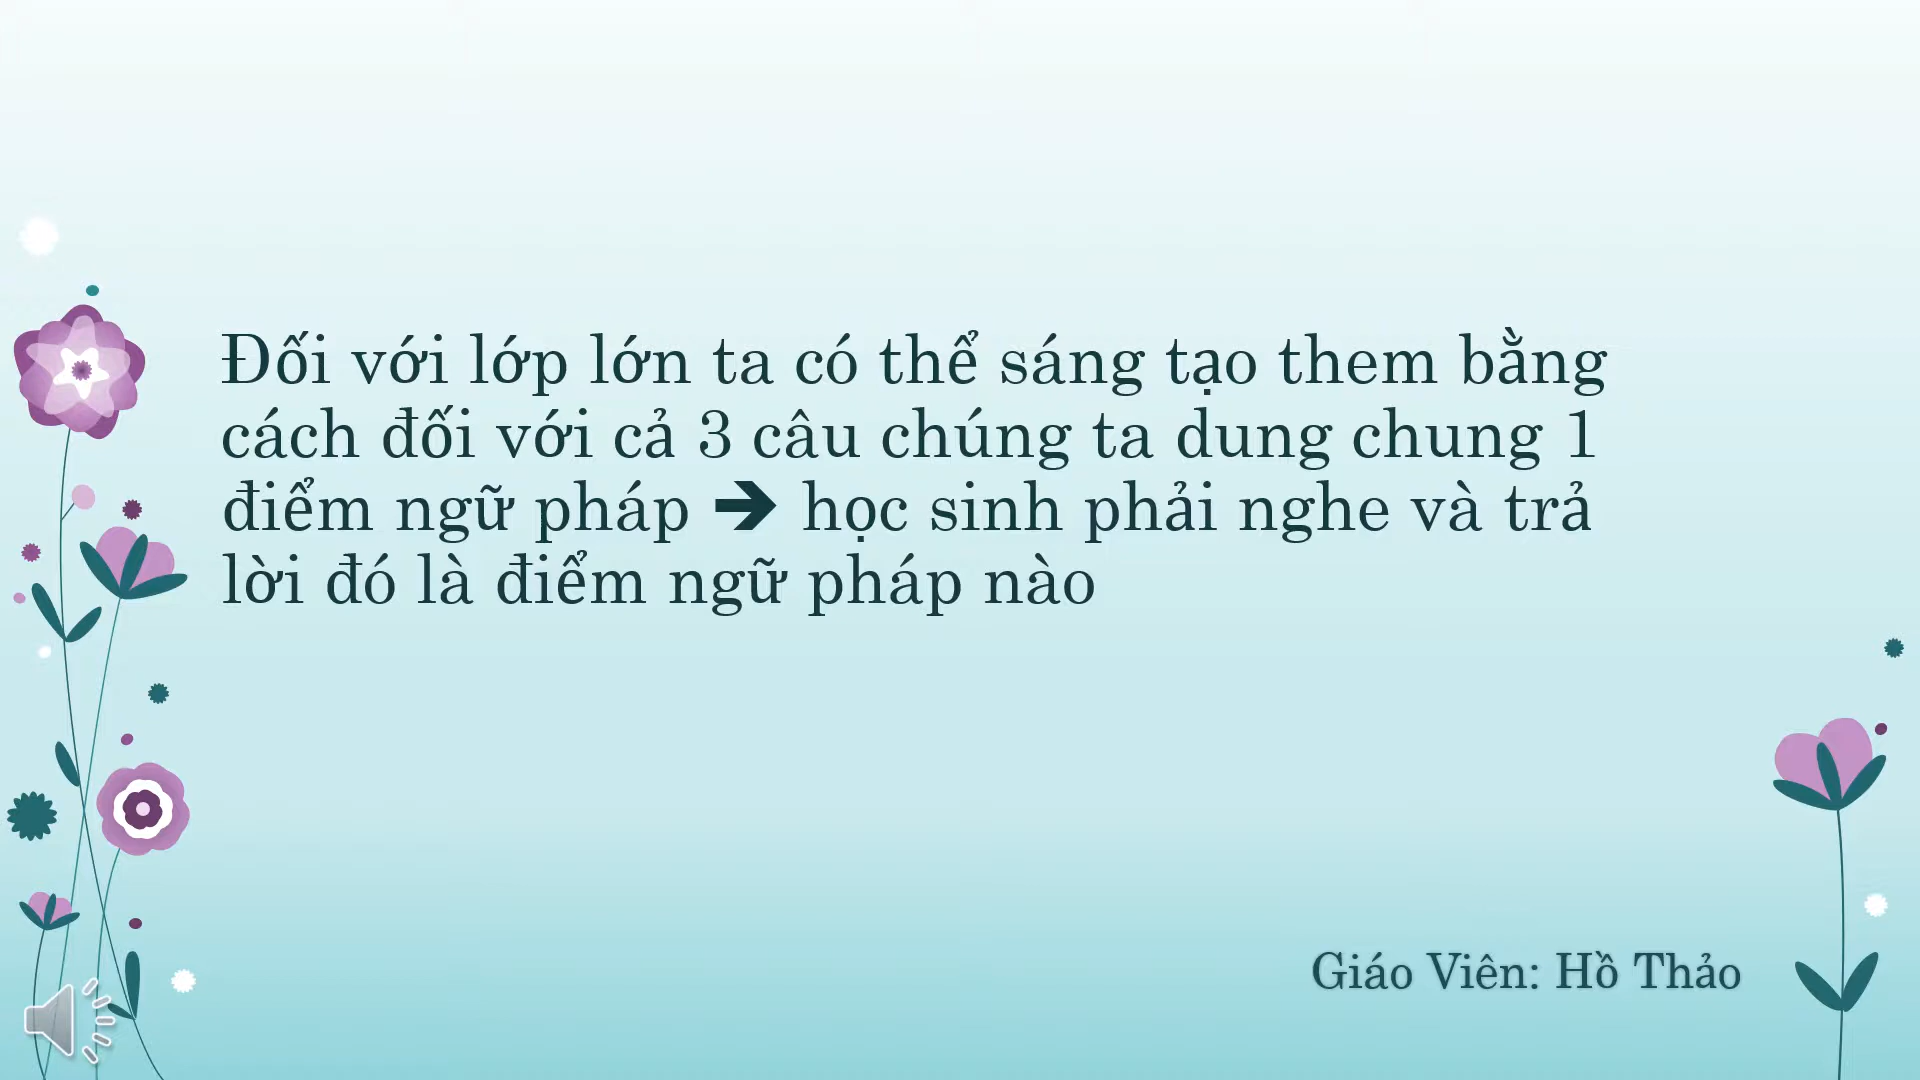 Đối với lớp lớn ta có thể sáng tạo them bằng
cách đối với cả 3 câu chúng ta dung chung 1
điểm ngữ pháp ➔ học sinh phải nghe và trả
lời đó là điểm ngữ pháp nào
Giáo Viên: Hồ Thảo